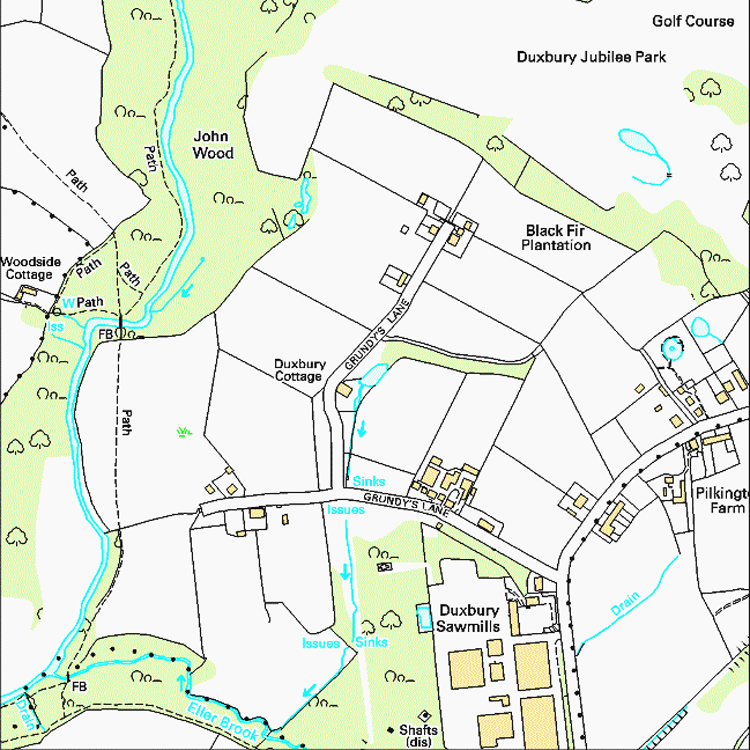 Golf Course
Duxbury Jubilee Park
John
Wood
Path
Path
Black Fir
Plantation
Woodside
Cottage
Path
Path
W
Path
Iss
FB
GRUNDY'S LANE
Duxbury
Cottage
Path
Sinks
GRUNDY'S LANE
Issues
Pilkingt
Farm
Drain
Duxbury
Sawmills
Issues
Sinks
FB
Drain
Eller Brook
Shafts
(dis)